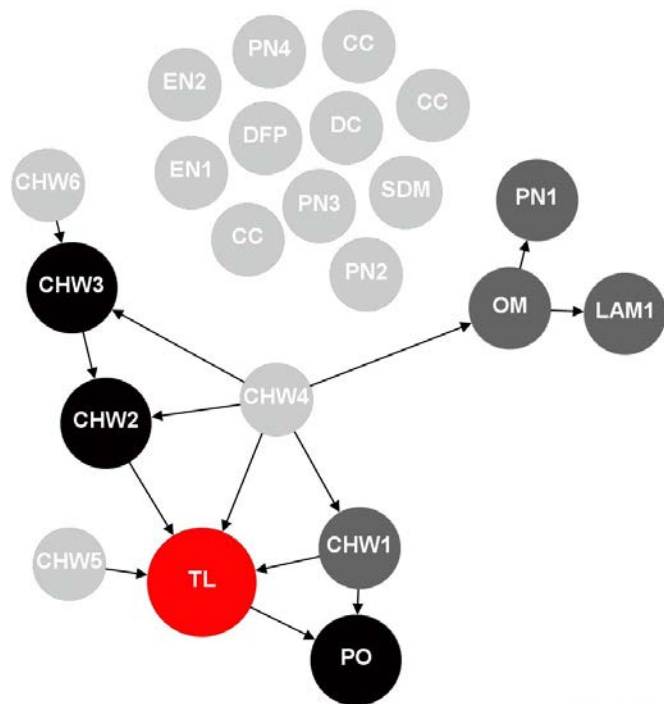 CC
PN4
EN2
CC
DC
DFP
EN1
CHW6
SDM
PN1
PN3
CC
PN2
CHW3
OM
LAM1
CHW4
CHW2
CHW1
CHW5
TL
PO